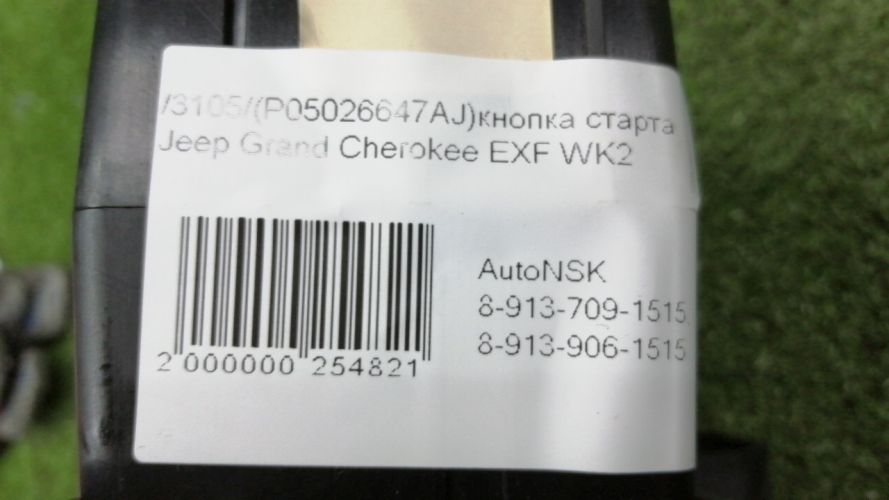 /3105/(P05026647AJ)кнопка старта
Jeep Grand Cherokee EXF WK2
AutoNSK
8-913-709-1515
8-913-906-1515
2 000000 254821